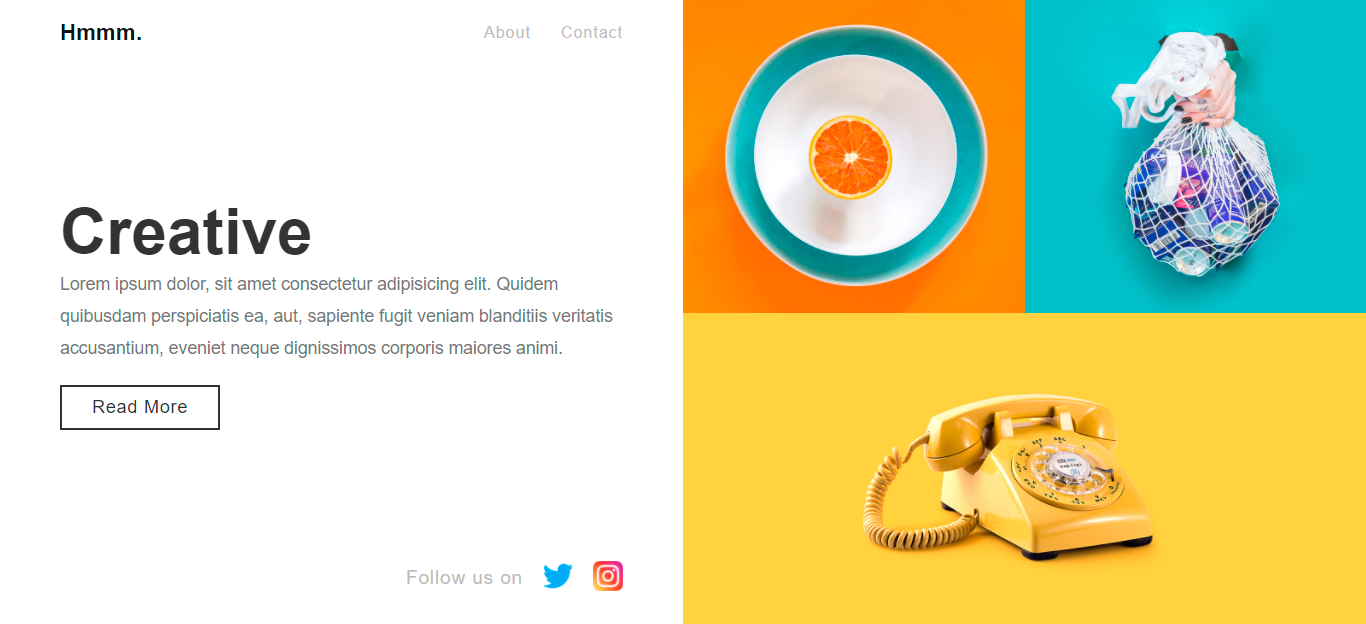 Hmmm.
About
Contact
Creative
Lorem ipsum dolor, sit amet consectetur adipisicing elit. Quidem
quibusdam perspiciatis ea, aut, sapiente fugit veniam blanditiis veritatis
accusantium, eveniet neque dignissimos corporis maiores animi.
Read More
Follow us on